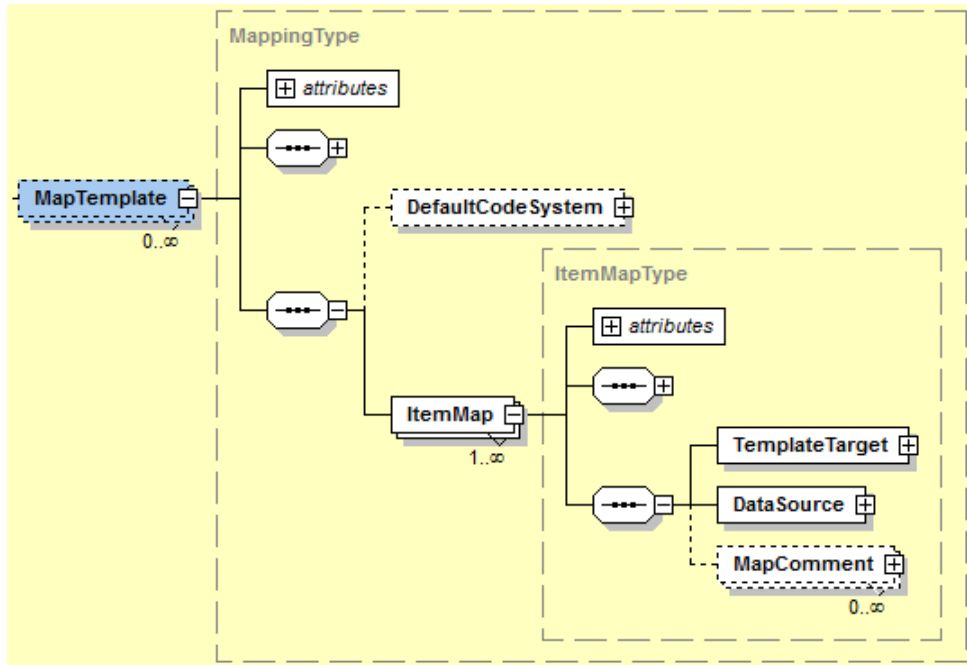 MappingType
attributes
MapTemplate
0..∞
DefaultCodeSystem
ItemMapType
attributes
ItemMap
1..∞
TemplateTarget
DataSource
MapComment
0..∞